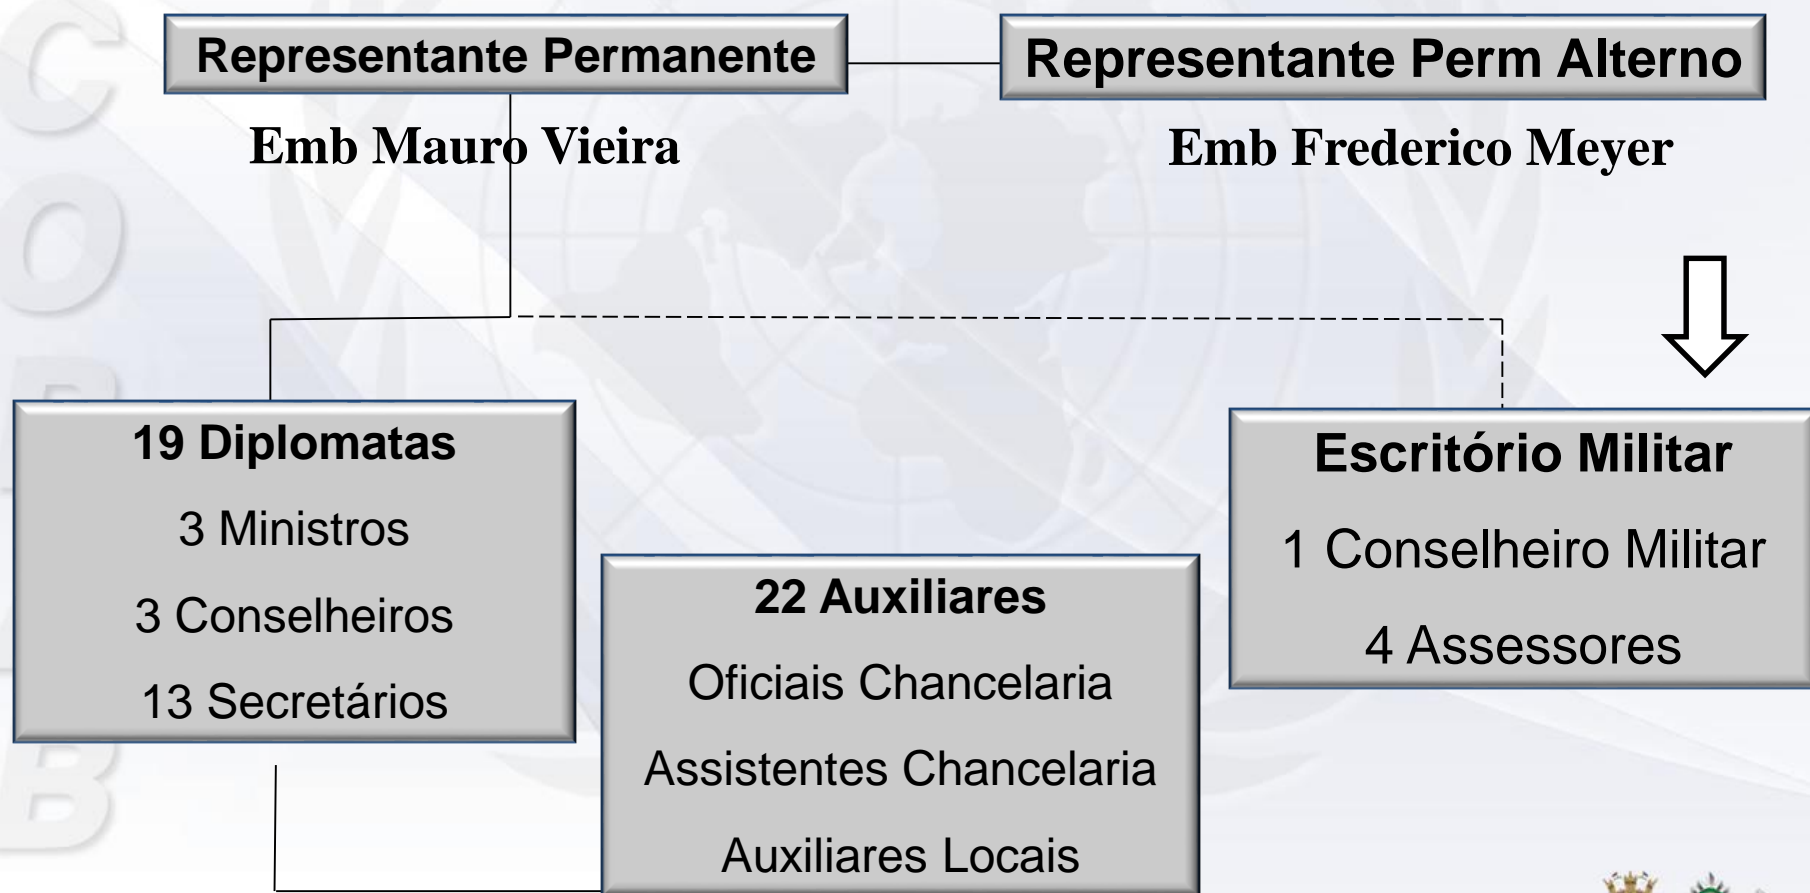 Representante Permanente
Representante Perm Alterno
Emb Mauro Vieira
Emb Frederico Meyer
19 Diplomatas
3 Ministros
3 Conselheiros
13 Secretários
22 Auxiliares
Oficiais Chancelaria
Assistentes Chancelaria
Auxiliares Locais
Escritório Militar
1 Conselheiro Militar
4 Assessores